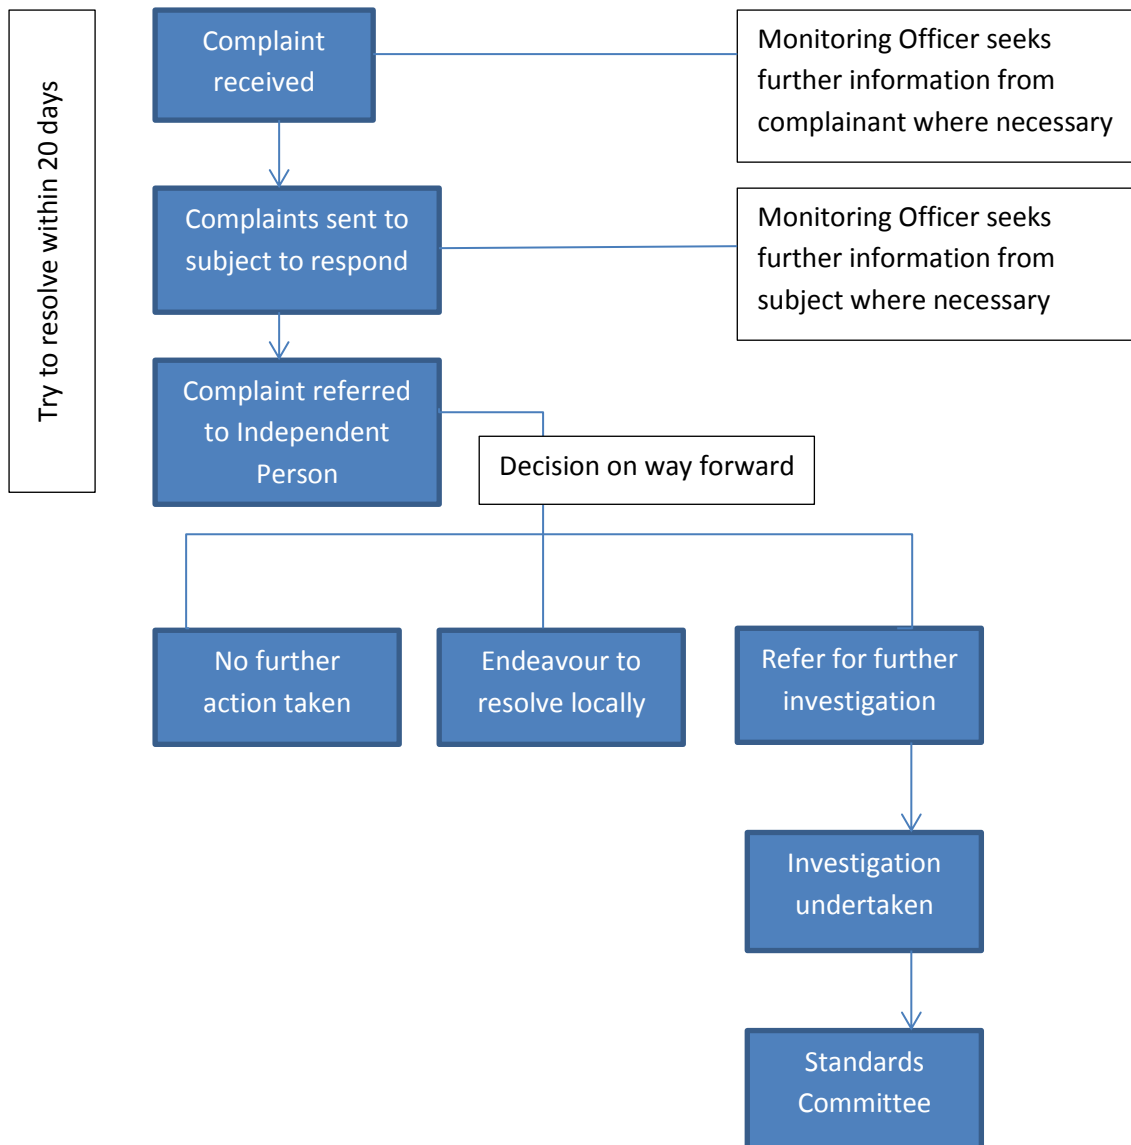 Try to resolve within 20 days
Complaint
received
Monitoring Officer seeks
further information from
complainant where necessary
Complaints sent to
subject to respond
Monitoring Officer seeks
further information from
subject where necessary
Complaint referred
to Independent
Person
Decision on way forward
No further
action taken
Endeavour to
resolve locally
Refer for further
investigation
Investigation
undertaken
Standards
Committee